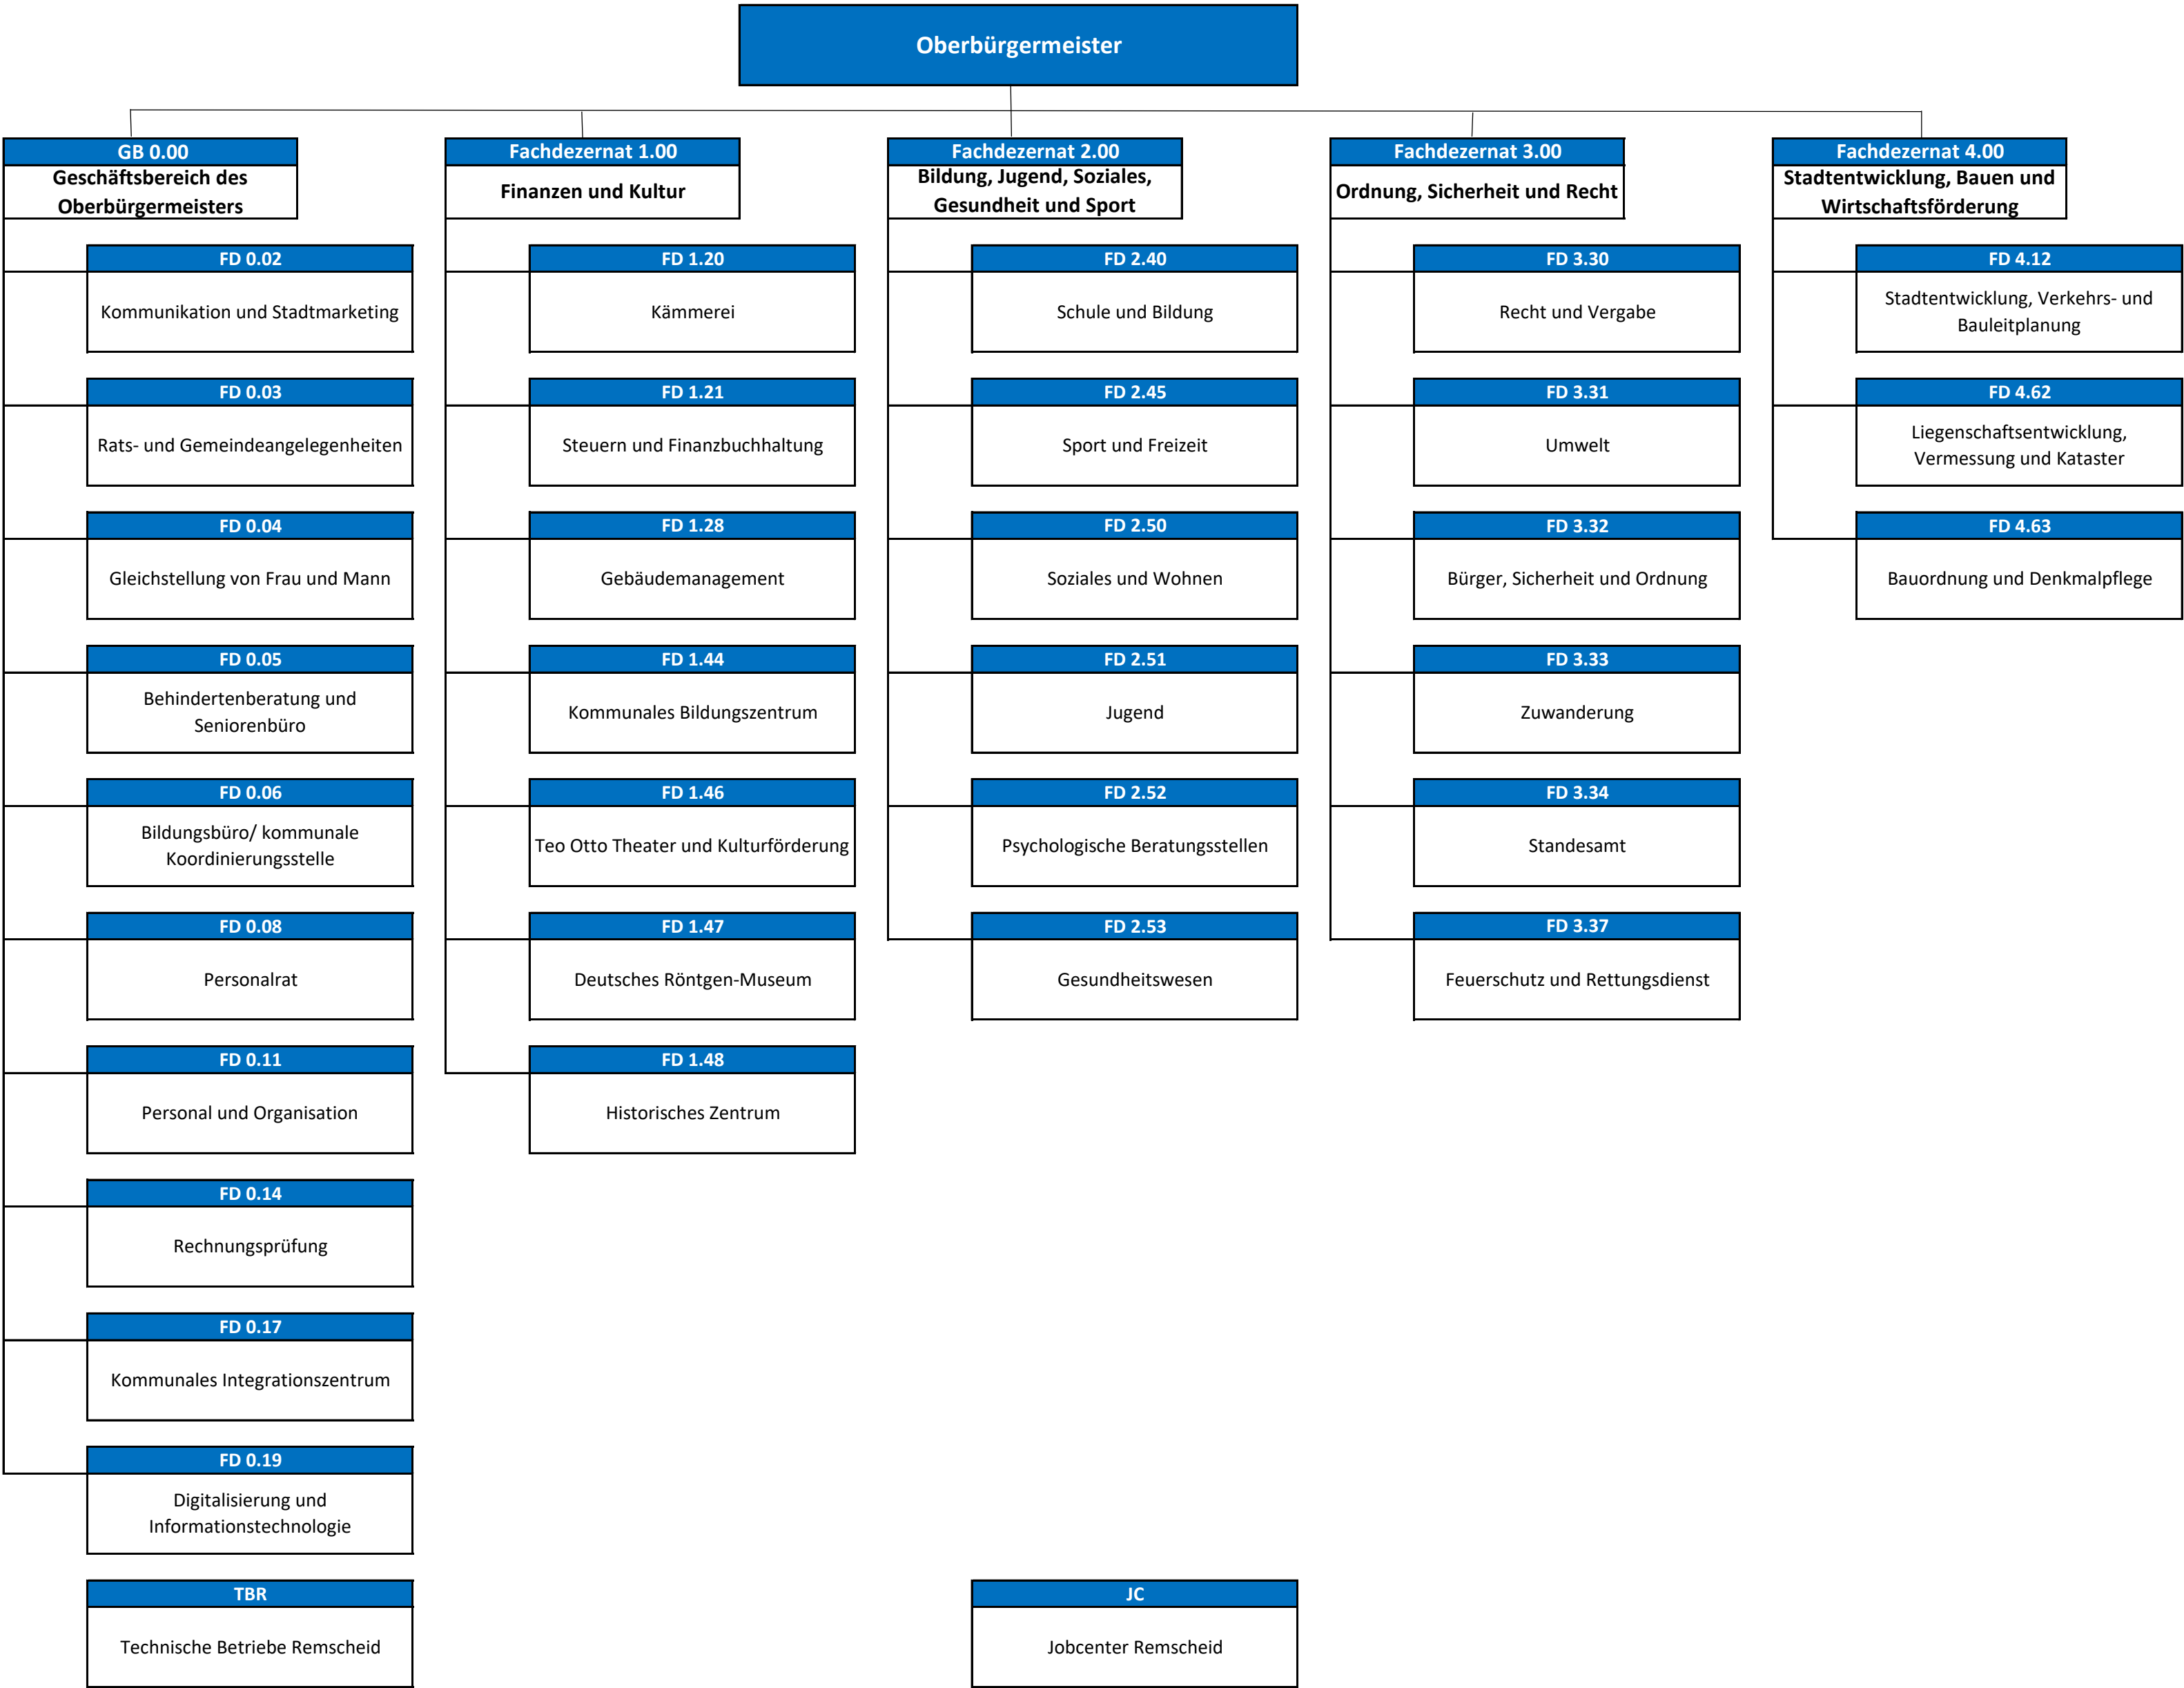 Oberbürgermeister
GB 0.00
Geschäftsbereich des
Oberbürgermeisters
FD 0.02
Kommunikation und Stadtmarketing
FD 0.03
Rats- und Gemeindeangelegenheiten
FD 0.04
Gleichstellung von Frau und Mann
FD 0.05
Behindertenberatung und
Seniorenbüro
FD 0.06
Bildungsbüro/ kommunale
Koordinierungsstelle
FD 0.08
Personalrat
FD 0.11
Personal und Organisation
FD 0.14
Rechnungsprüfung
FD 0.17
Kommunales Integrationszentrum
FD 0.19
Digitalisierung und
Informationstechnologie
TBR
Technische Betriebe Remscheid
Fachdezernat 1.00
Finanzen und Kultur
FD 1.20
Kämmerei
FD 1.21
Steuern und Finanzbuchhaltung
FD 1.28
Gebäudemanagement
FD 1.44
Kommunales Bildungszentrum
FD 1.46
Teo Otto Theater und Kulturförderung
FD 1.47
Deutsches Röntgen-Museum
FD 1.48
Historisches Zentrum
Fachdezernat 2.00
Bildung, Jugend, Soziales,
Gesundheit und Sport
FD 2.40
Schule und Bildung
FD 2.45
Sport und Freizeit
FD 2.50
Soziales und Wohnen
FD 2.51
Jugend
FD 2.52
Psychologische Beratungsstellen
FD 2.53
Gesundheitswesen
JC
Jobcenter Remscheid
Fachdezernat 3.00
Ordnung, Sicherheit und Recht
FD 3.30
Recht und Vergabe
FD 3.31
Umwelt
FD 3.32
Bürger, Sicherheit und Ordnung
FD 3.33
Zuwanderung
FD 3.34
Standesamt
FD 3.37
Feuerschutz und Rettungsdienst
Fachdezernat 4.00
Stadtentwicklung, Bauen und
Wirtschaftsförderung
FD 4.12
Stadtentwicklung, Verkehrs- und
Bauleitplanung
FD 4.62
Liegenschaftsentwicklung,
Vermessung und Kataster
FD 4.63
Bauordnung und Denkmalpflege